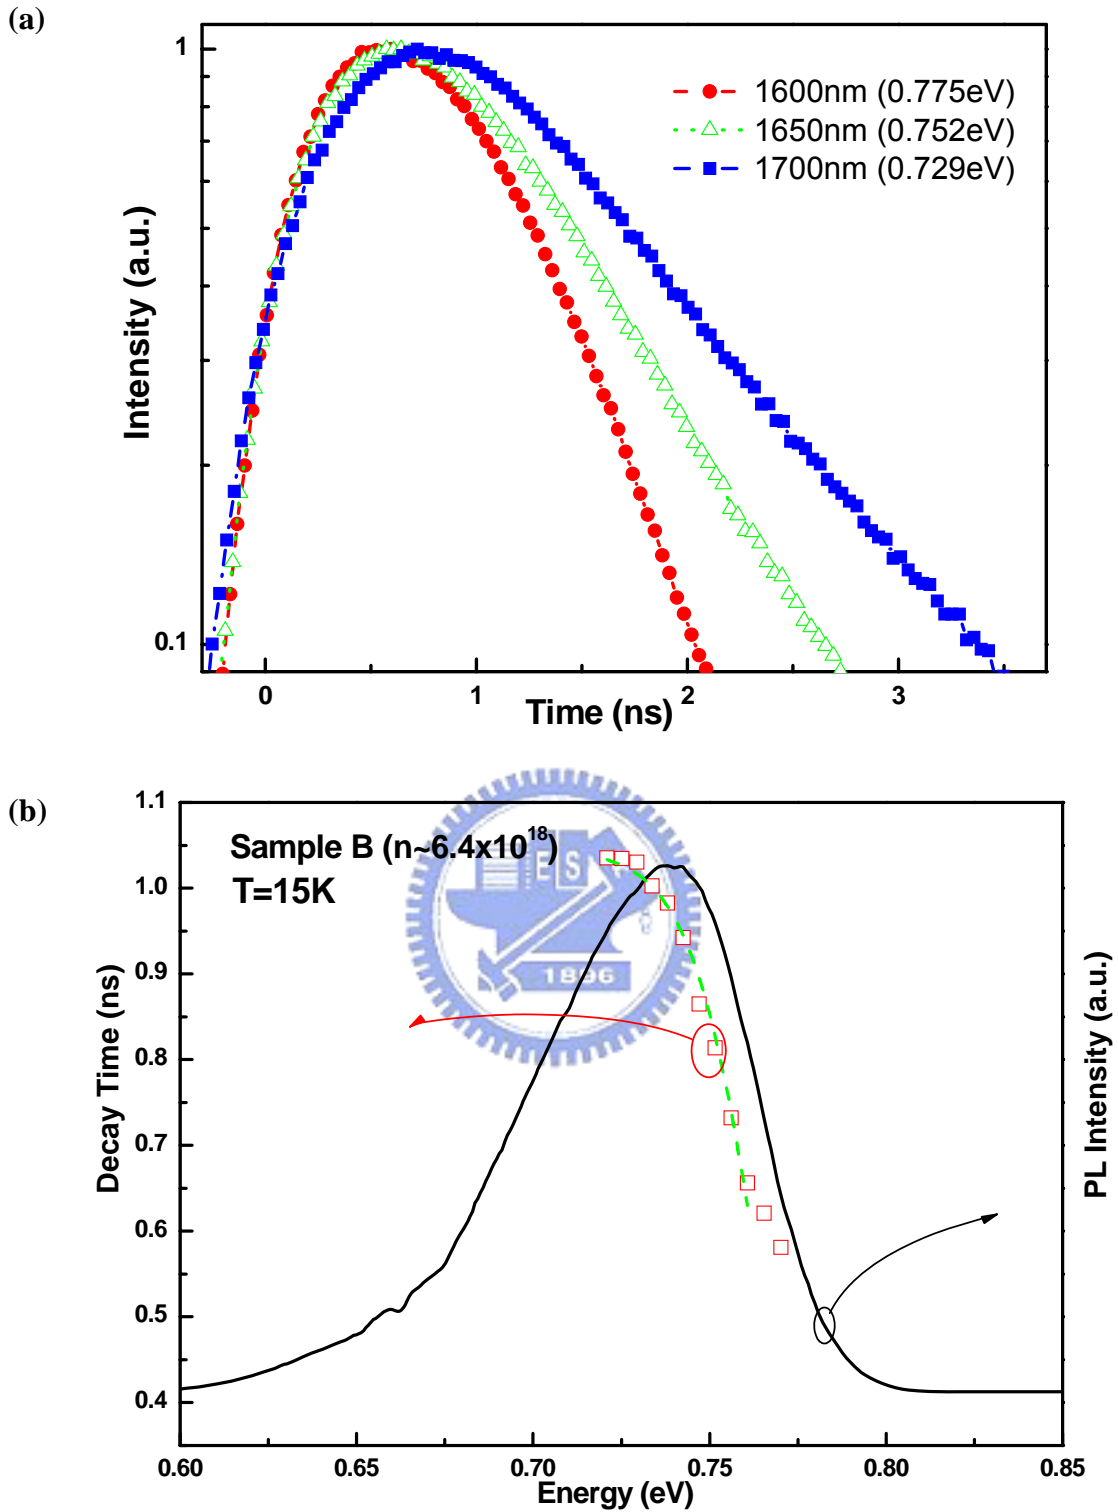 (a)
1
0.1
Intensity (a.u.)
1600nm (0.775eV)
1650nm (0.752eV)
1700nm (0.729eV)
0 1 2 3
Time (ns)
(b)
1.1
1.0
0.9
0.8
0.7
0.6
0.5
0.4
Decay Time (ns)
Sample B (n~6.4x10^18)
T=15K
ES
1896
PL Intensity (a.u.)
0.60 0.65 0.70 0.75 0.80 0.85
Energy (eV)